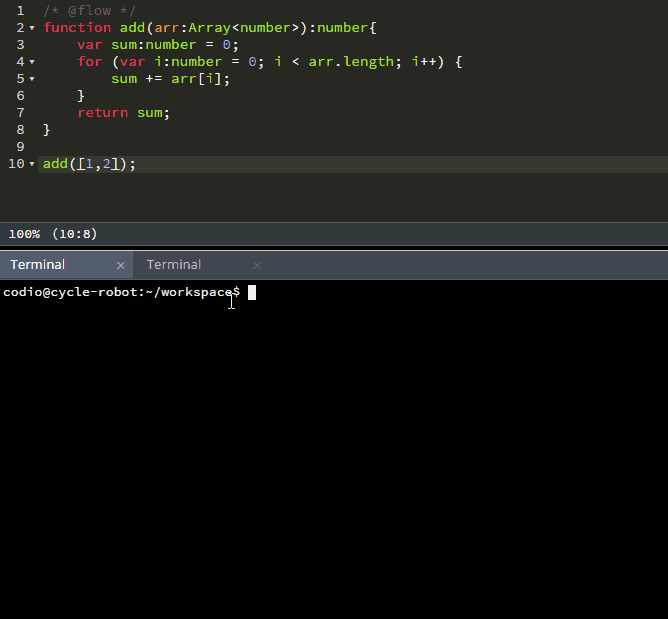 1 /* @flow */
2 function add(arr:Array<number>):number{
3     var sum:number = 0;
4     for (var i:number = 0; i < arr.length; i++) {
5         sum += arr[i];
6     }
7     return sum;
8 }
9
10 add([1,2]);
100% (10:8)
Terminal × Terminal ×
codio@cycle-robot:~/workspace$